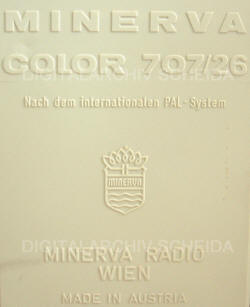 MINERVA
COLOR 707/26
DIGITALARCHIV SCHEIDA
Nach dem internationalen PAL-System
MINERVA
DIGITALARCHIV SCHEIDA
MINERVA RADIO
WIEN
MADE IN AUSTRIA